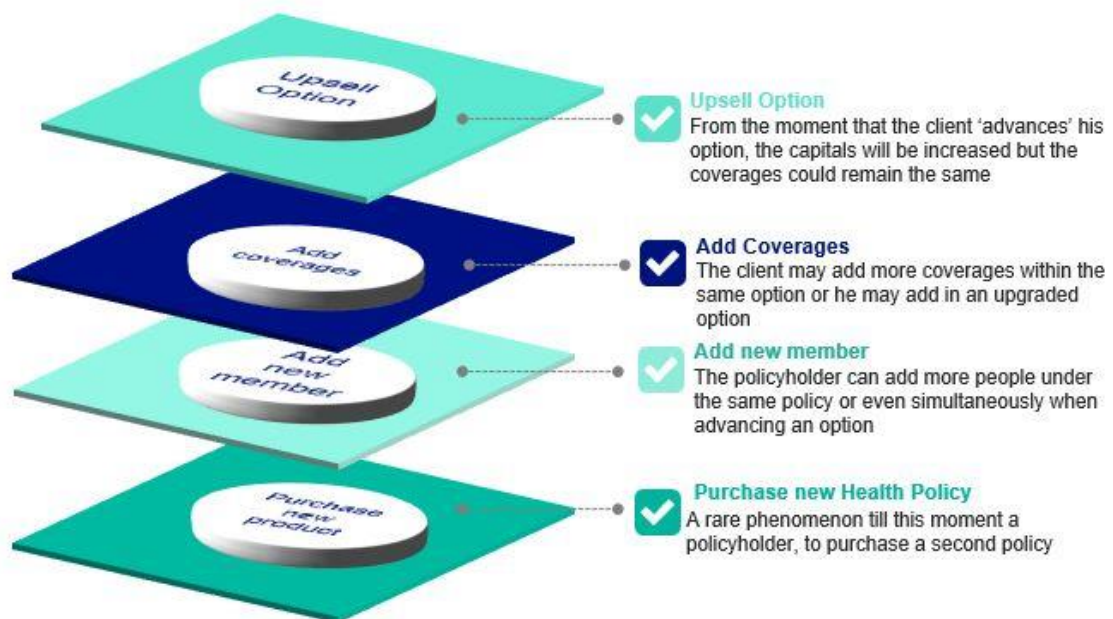 Upsell
Option
Upsell Option
From the moment that the client ‘advances’ his
option, the capitals will be increased but the
coverages could remain the same
Add
coverages
Add Coverages
The client may add more coverages within the
same option or he may add in an upgraded
option
Add
new
member
Add new member
The policyholder can add more people under
the same policy or even simultaneously when
advancing an option
Purchase
new
product
Purchase new Health Policy
A rare phenomenon till this moment a
policyholder, to purchase a second policy